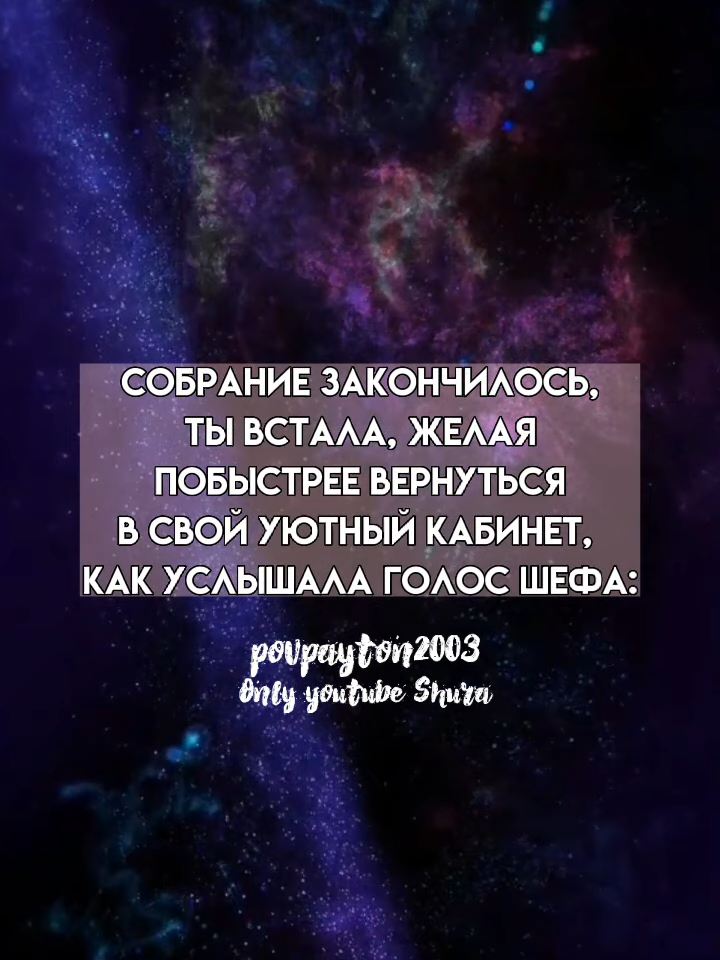 СОБРАНИЕ ЗАКОНЧИЛОСЬ,
ТЫ ВСТАЛА, ЖЕЛАЯ
ПОБЫСТРЕЕ ВЕРНУТЬСЯ
В СВОЙ УЮТНЫЙ КАБИНЕТ,
КАК УСЛЫШАЛА ГОЛОС ШЕФА:
povpayton2003
Only youtube Shura